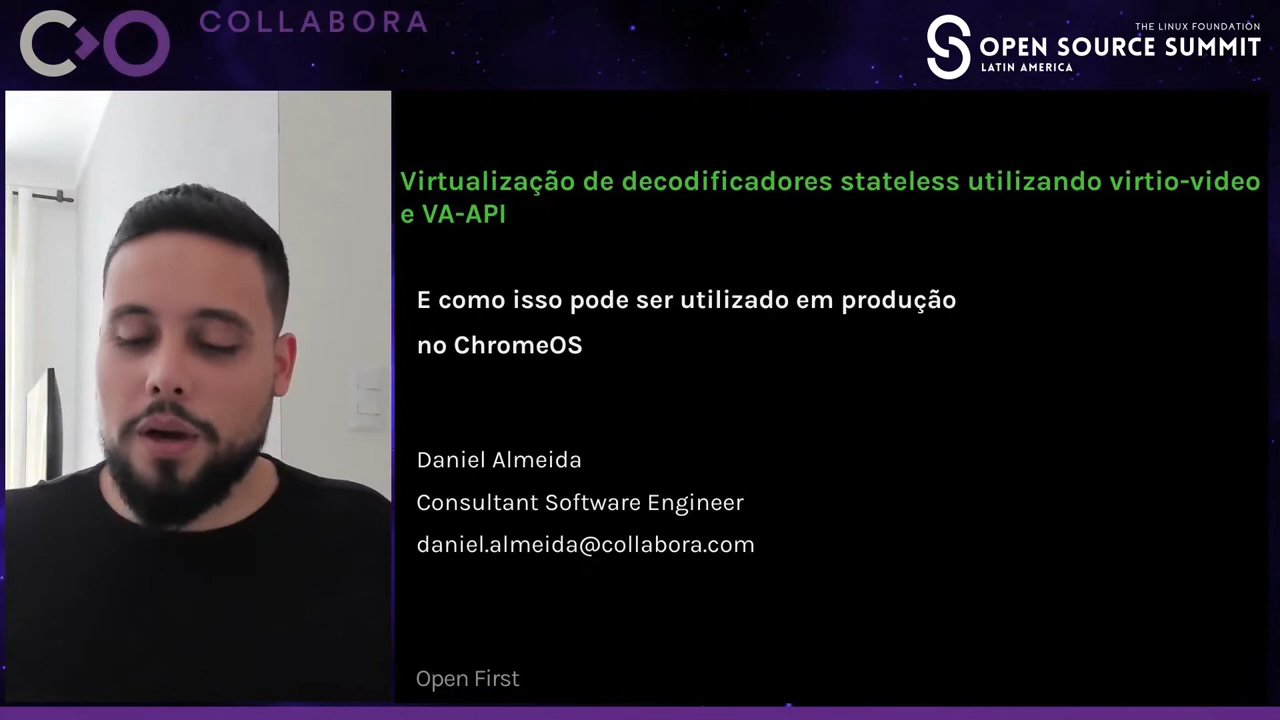 COLLABORA
THE LINUX FOUNDATION
OPEN SOURCE SUMMIT
LATIN AMERICA
Virtualização de decodificadores stateless utilizando virtio-video
e VA-API
E como isso pode ser utilizado em produção
no ChromeOS
Daniel Almeida
Consultant Software Engineer
daniel.almeida@collabora.com
Open First